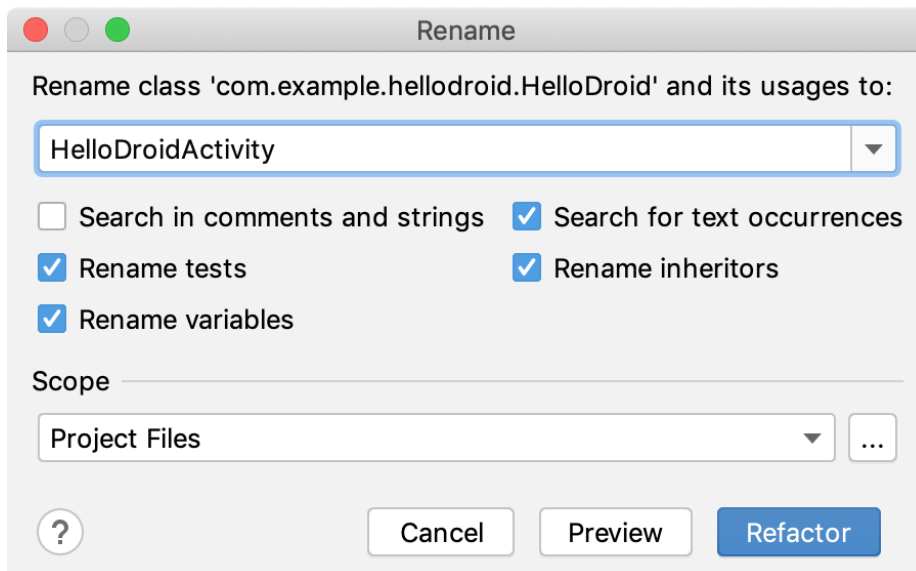 Rename
Rename class 'com.example.hellodroid.HelloDroid' and its usages to:
HelloDroidActivity
Search in comments and strings Search for text occurrences
Rename tests Rename inheritors
Rename variables
Scope
Project Files ...
? Cancel Preview Refactor